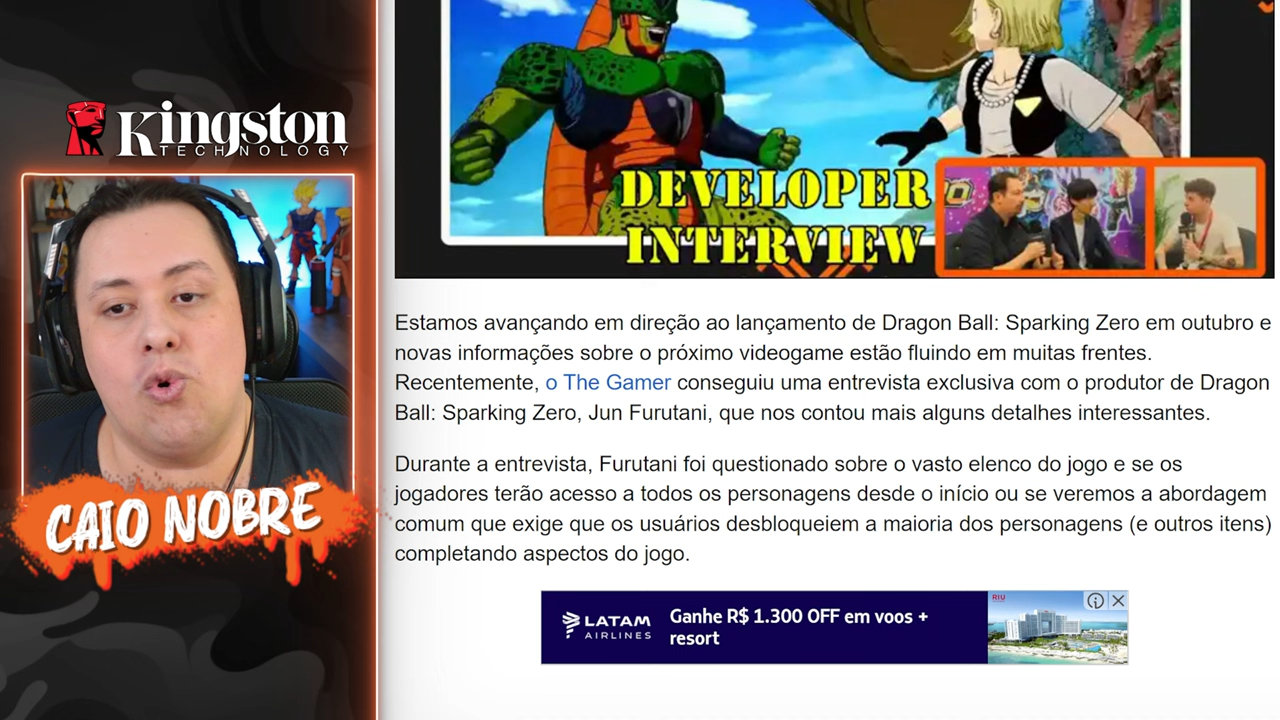 Kingston
TECHNOLOGY
CAIO NOBRE
DEVELOPER
INTERVIEW
Estamos avançando em direção ao lançamento de Dragon Ball: Sparking Zero em outubro e
novas informações sobre o próximo videogame estão fluindo em muitas frentes.
Recentemente, o The Gamer conseguiu uma entrevista exclusiva com o produtor de Dragon
Ball: Sparking Zero, Jun Furutani, que nos contou mais alguns detalhes interessantes.
Durante a entrevista, Furutani foi questionado sobre o vasto elenco do jogo e se os
jogadores terão acesso a todos os personagens desde o início ou se veremos a abordagem
comum que exige que os usuários desbloqueiem a maioria dos personagens (e outros itens)
completando aspectos do jogo.
LATAM
AIRLINES
Ganhe R$ 1.300 OFF em voos +
resort
RIU